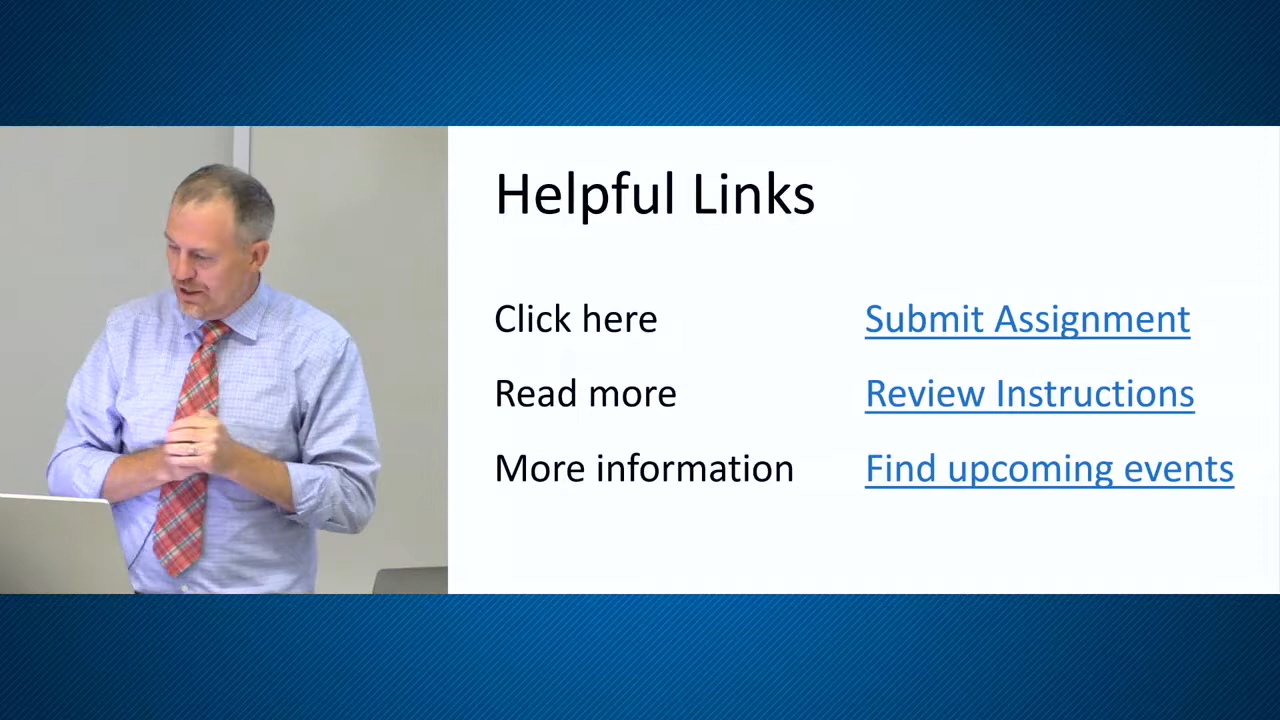 Helpful Links
Click here Submit Assignment
Read more Review Instructions
More information Find upcoming events